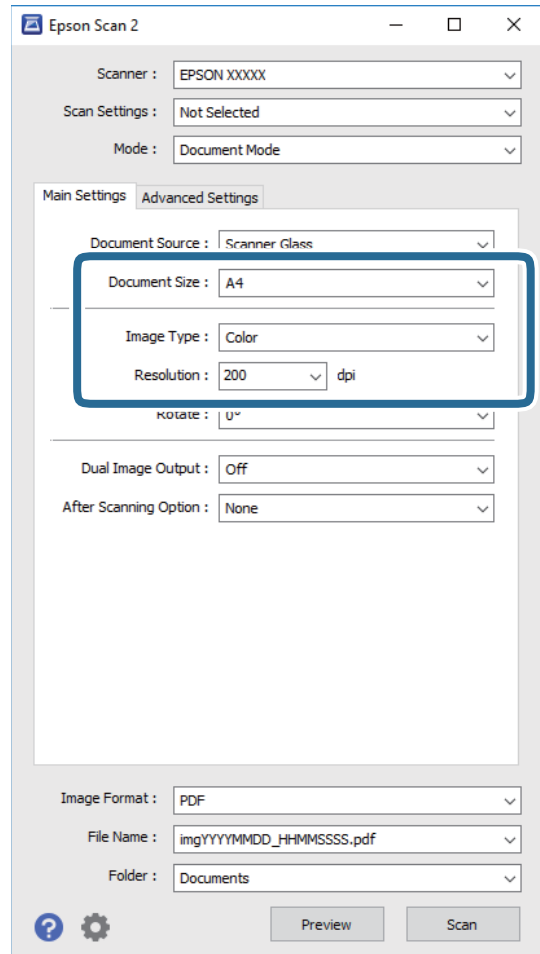 Epson Scan 2
Scanner : EPSON XXXXX
Scan Settings : Not Selected
Mode : Document Mode
Main Settings Advanced Settings
Document Source : Scanner Glass
Document Size : A4
Image Type : Color
Resolution : 200 dpi
Rotate : 0°
Dual Image Output : Off
After Scanning Option : None
Image Format : PDF
File Name : imgYYYYMMDD_HHMMSSSS.pdf
Folder : Documents
? Preview Scan